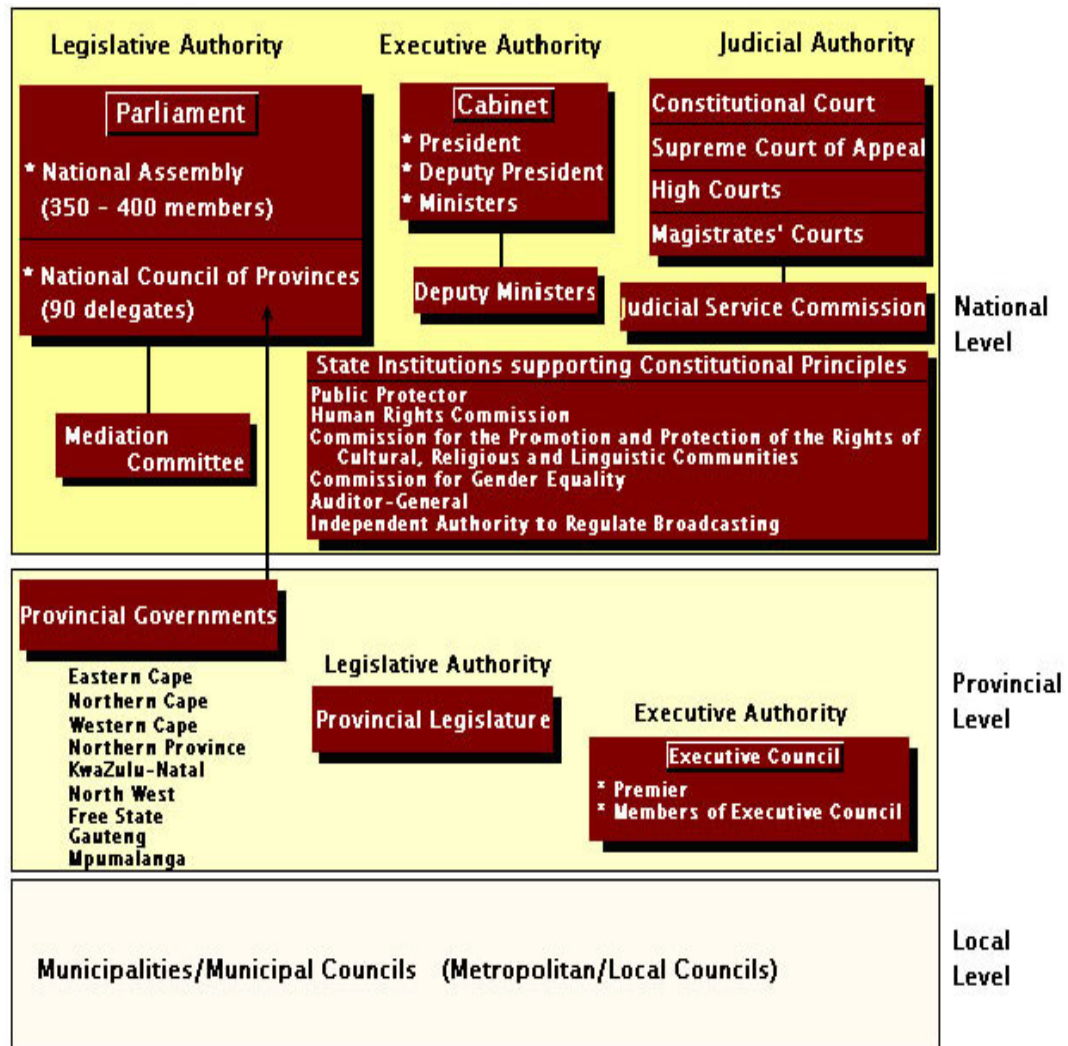 Legislative Authority
Executive Authority
Judicial Authority
Parliament
* National Assembly
(350 - 400 members)
* National Council of Provinces
(90 delegates)
Mediation
Committee
Cabinet
* President
* Deputy President
* Ministers
Deputy Ministers
Constitutional Court
Supreme Court of Appeal
High Courts
Magistrates' Courts
Judicial Service Commission
National
Level
State Institutions supporting Constitutional Principles
Public Protector
Human Rights Commission
Commission for the Promotion and Protection of the Rights of
Cultural, Religious and Linguistic Communities
Commission for Gender Equality
Auditor-General
Independent Authority to Regulate Broadcasting
Provincial Governments
Eastern Cape
Northern Cape
Western Cape
Northern Province
KwaZulu-Natal
North West
Free State
Gauteng
Mpumalanga
Legislative Authority
Provincial Legislature
Executive Authority
Executive Council
* Premier
* Members of Executive Council
Provincial
Level
Municipalities/Municipal Councils (Metropolitan/Local Councils)
Local
Level